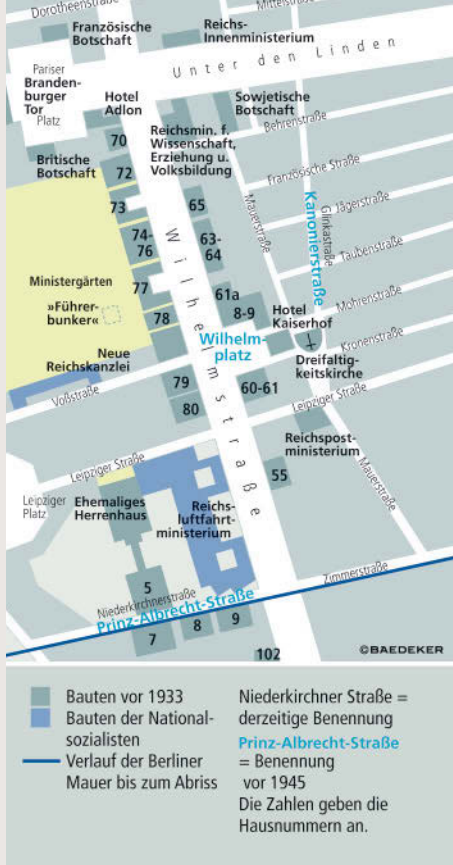 Dorotheenstraße
Mittelstraße
Französische
Botschaft
Reichs-
Innenministerium
Unter den Linden
Pariser
Branden-
burger
Tor
Platz
Hotel
Adlon
Sowjetische
Botschaft
Behrenstraße
70
Reichsmin. f.
Wissenschaft,
Erziehung u.
Volksbildung
Britische
Botschaft
72
Französische Straße
73
65
Mauerstraße
Kanonierstraße
Glinkastraße
Jägerstraße
74-
76
63-
64
Taubenstraße
Wilhelmstraße
Ministergärten
77
61a
8-9
Mohrenstraße
»Führer-
bunker«
78
Hotel
Kaiserhof
Wilhelm-
platz
Kronenstraße
Neue
Reichskanzlei
Dreifaltig-
keitskirche
Voßstraße
79
60-61
80
Leipziger Straße
Reichspost-
ministerium
Leipziger Straße
55
Mauerstraße
Leipziger
Platz
Ehemaliges
Herrenhaus
Reichs-
luftfahrt-
ministerium
Zimmerstraße
5
Niederkirchnerstraße
Prinz-Albrecht-Straße
7
8
9
102
©BAEDEKER
Bauten vor 1933
Bauten der National-
sozialisten
Verlauf der Berliner
Mauer bis zum Abriss
Niederkirchner Straße =
derzeitige Benennung
Prinz-Albrecht-Straße
= Benennung
vor 1945
Die Zahlen geben die
Hausnummern an.